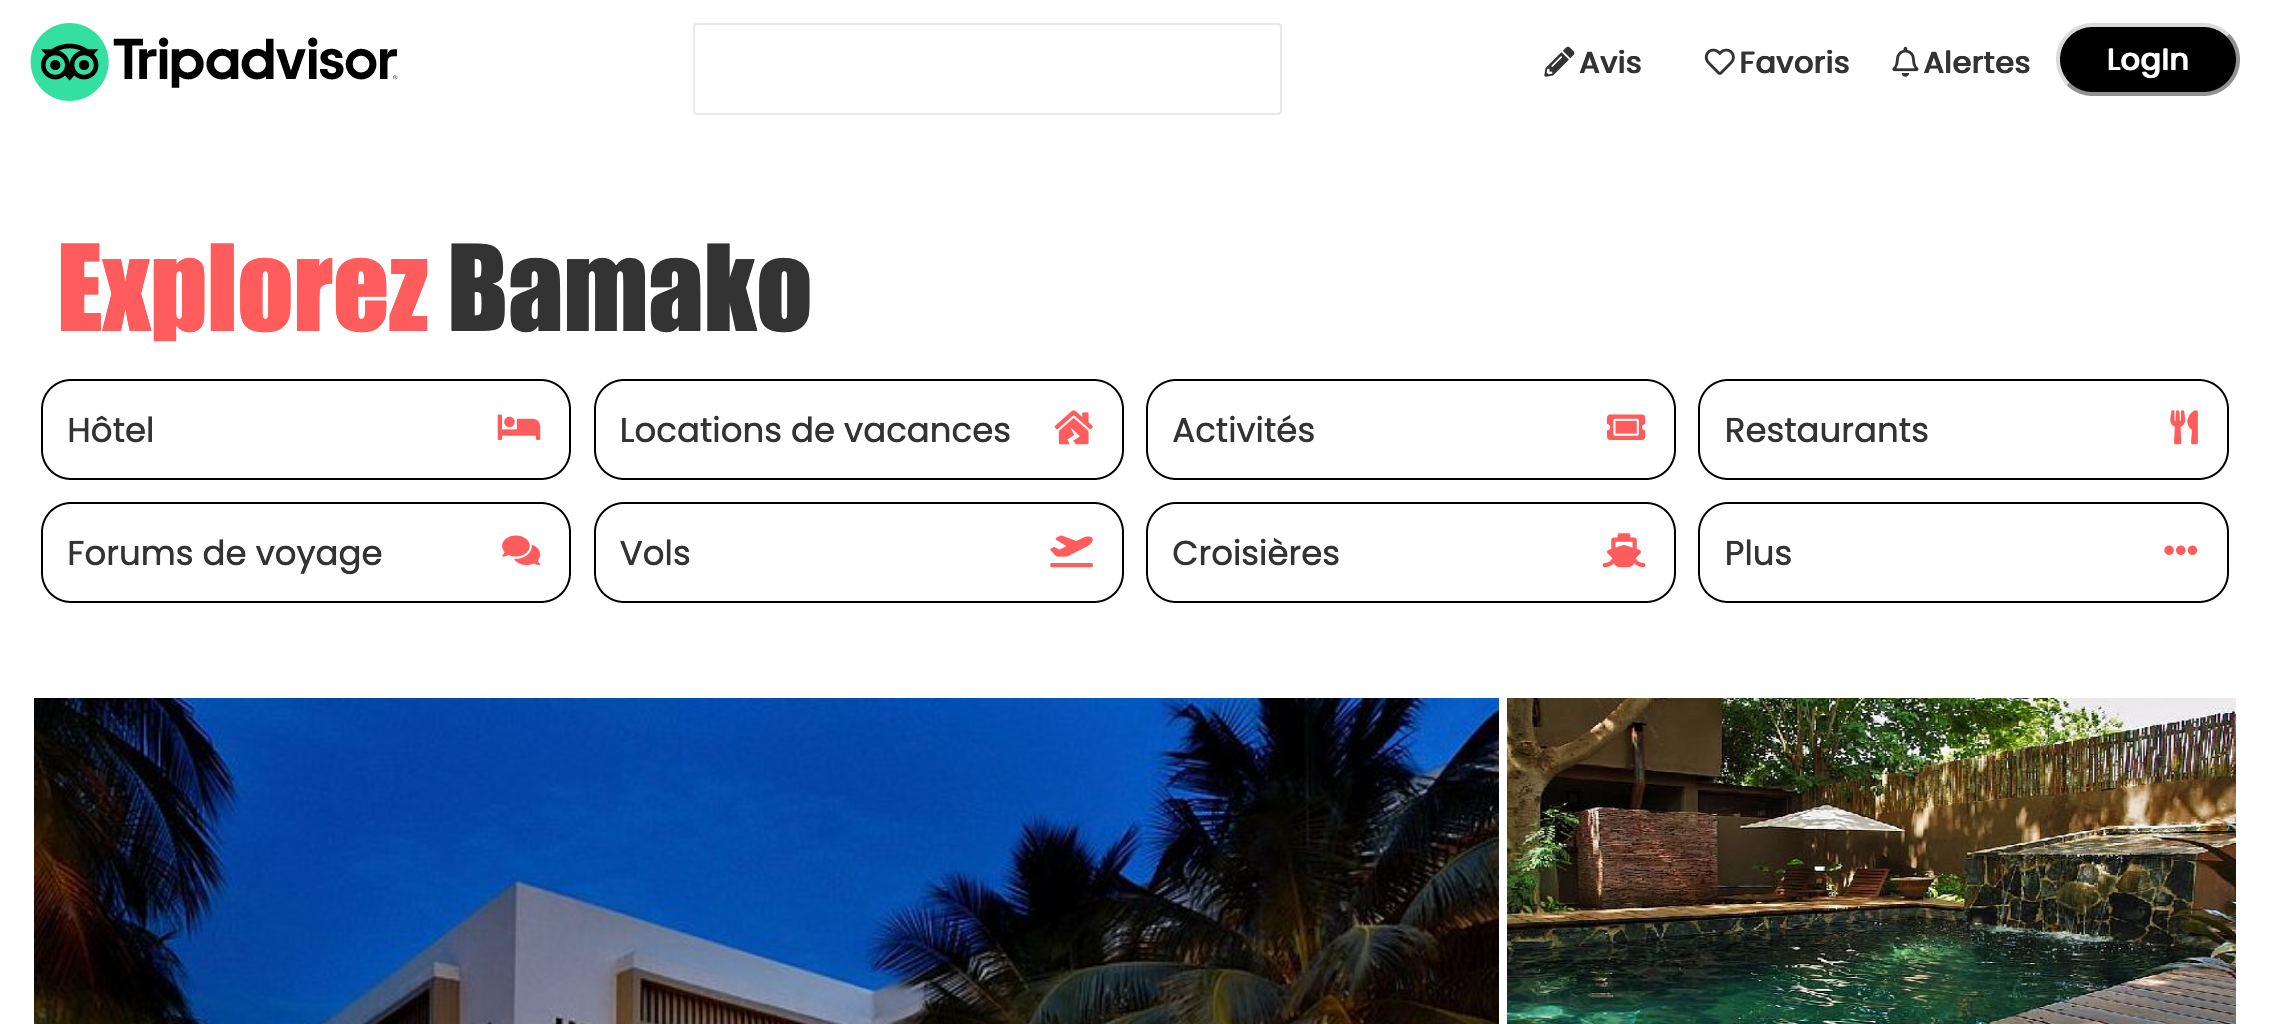 Tripadvisor
Avis
Favoris
Alertes
LogIn
Explorez Bamako
Hôtel
Locations de vacances
Activités
Restaurants
Forums de voyage
Vols
Croisières
Plus